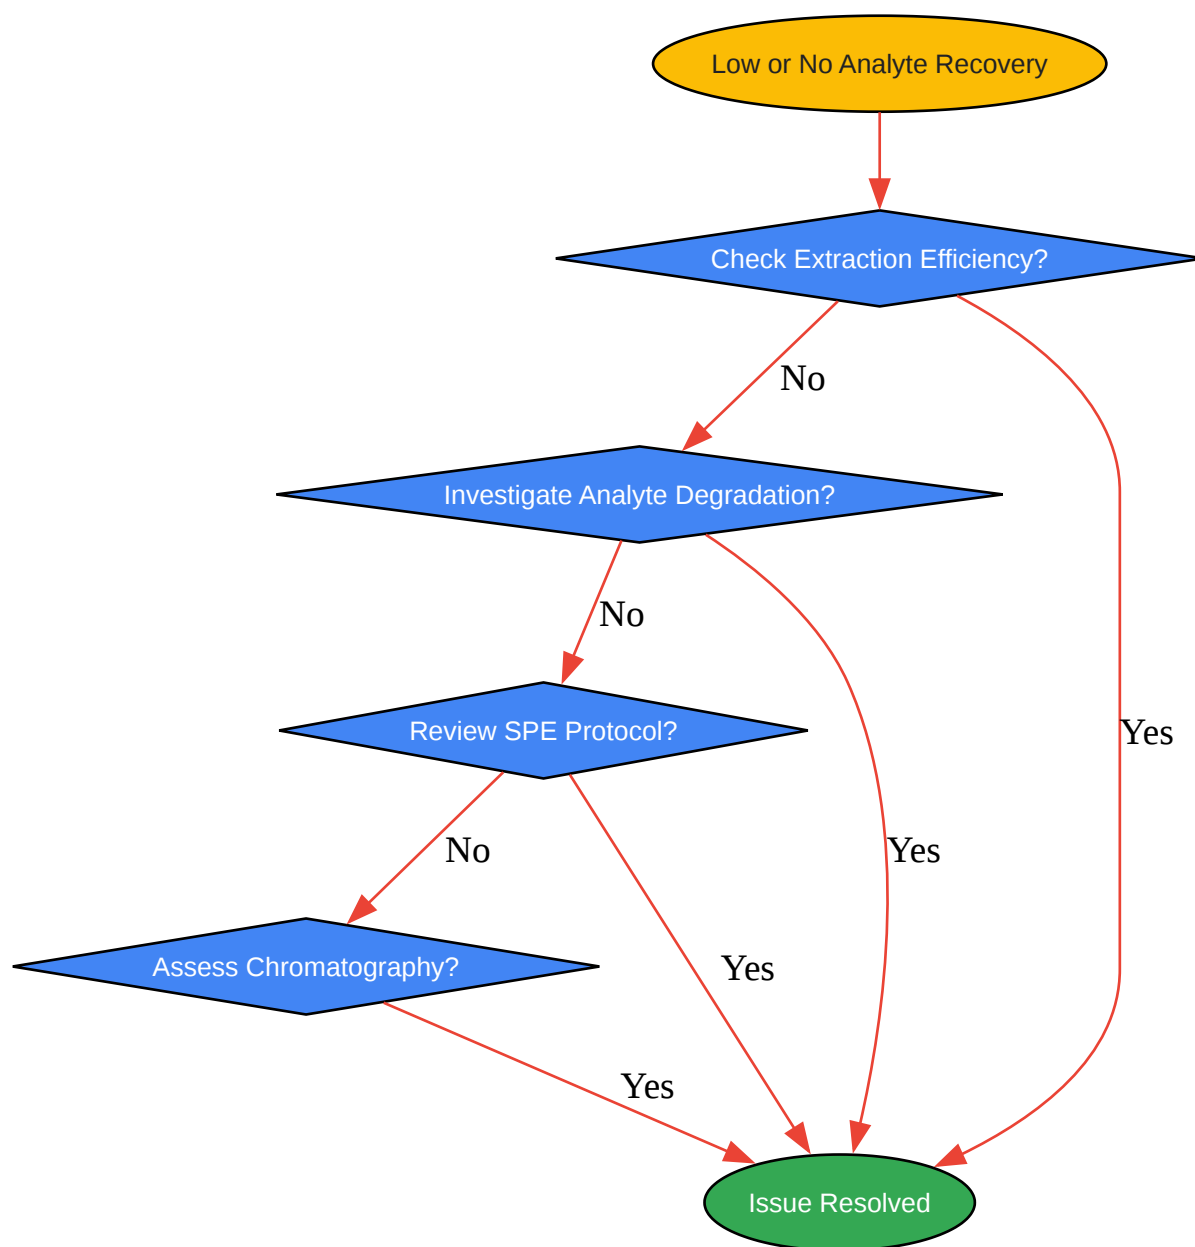 Low or No Analyte Recovery
Check Extraction Efficiency?
No
Investigate Analyte Degradation?
No
Review SPE Protocol?
Yes
No
Yes
Assess Chromatography?
Yes
Yes
Issue Resolved